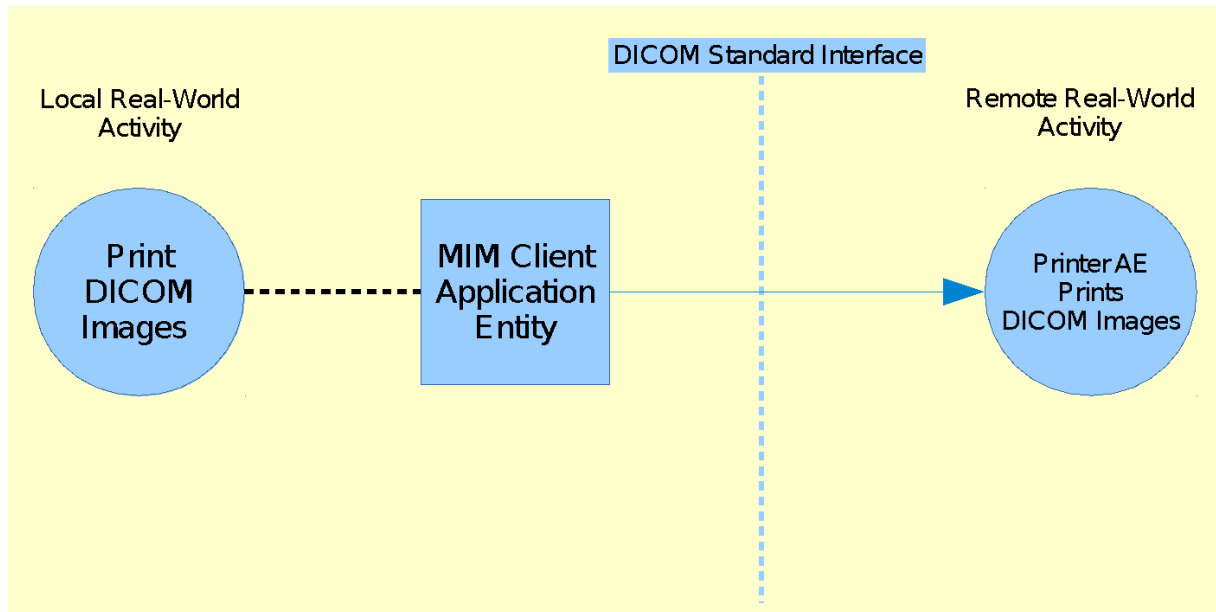 DICOM Standard Interface
Local Real-World
Activity
Remote Real-World
Activity
Print
DICOM
Images
MIM Client
Application
Entity
Printer AE
Prints
DICOM Images